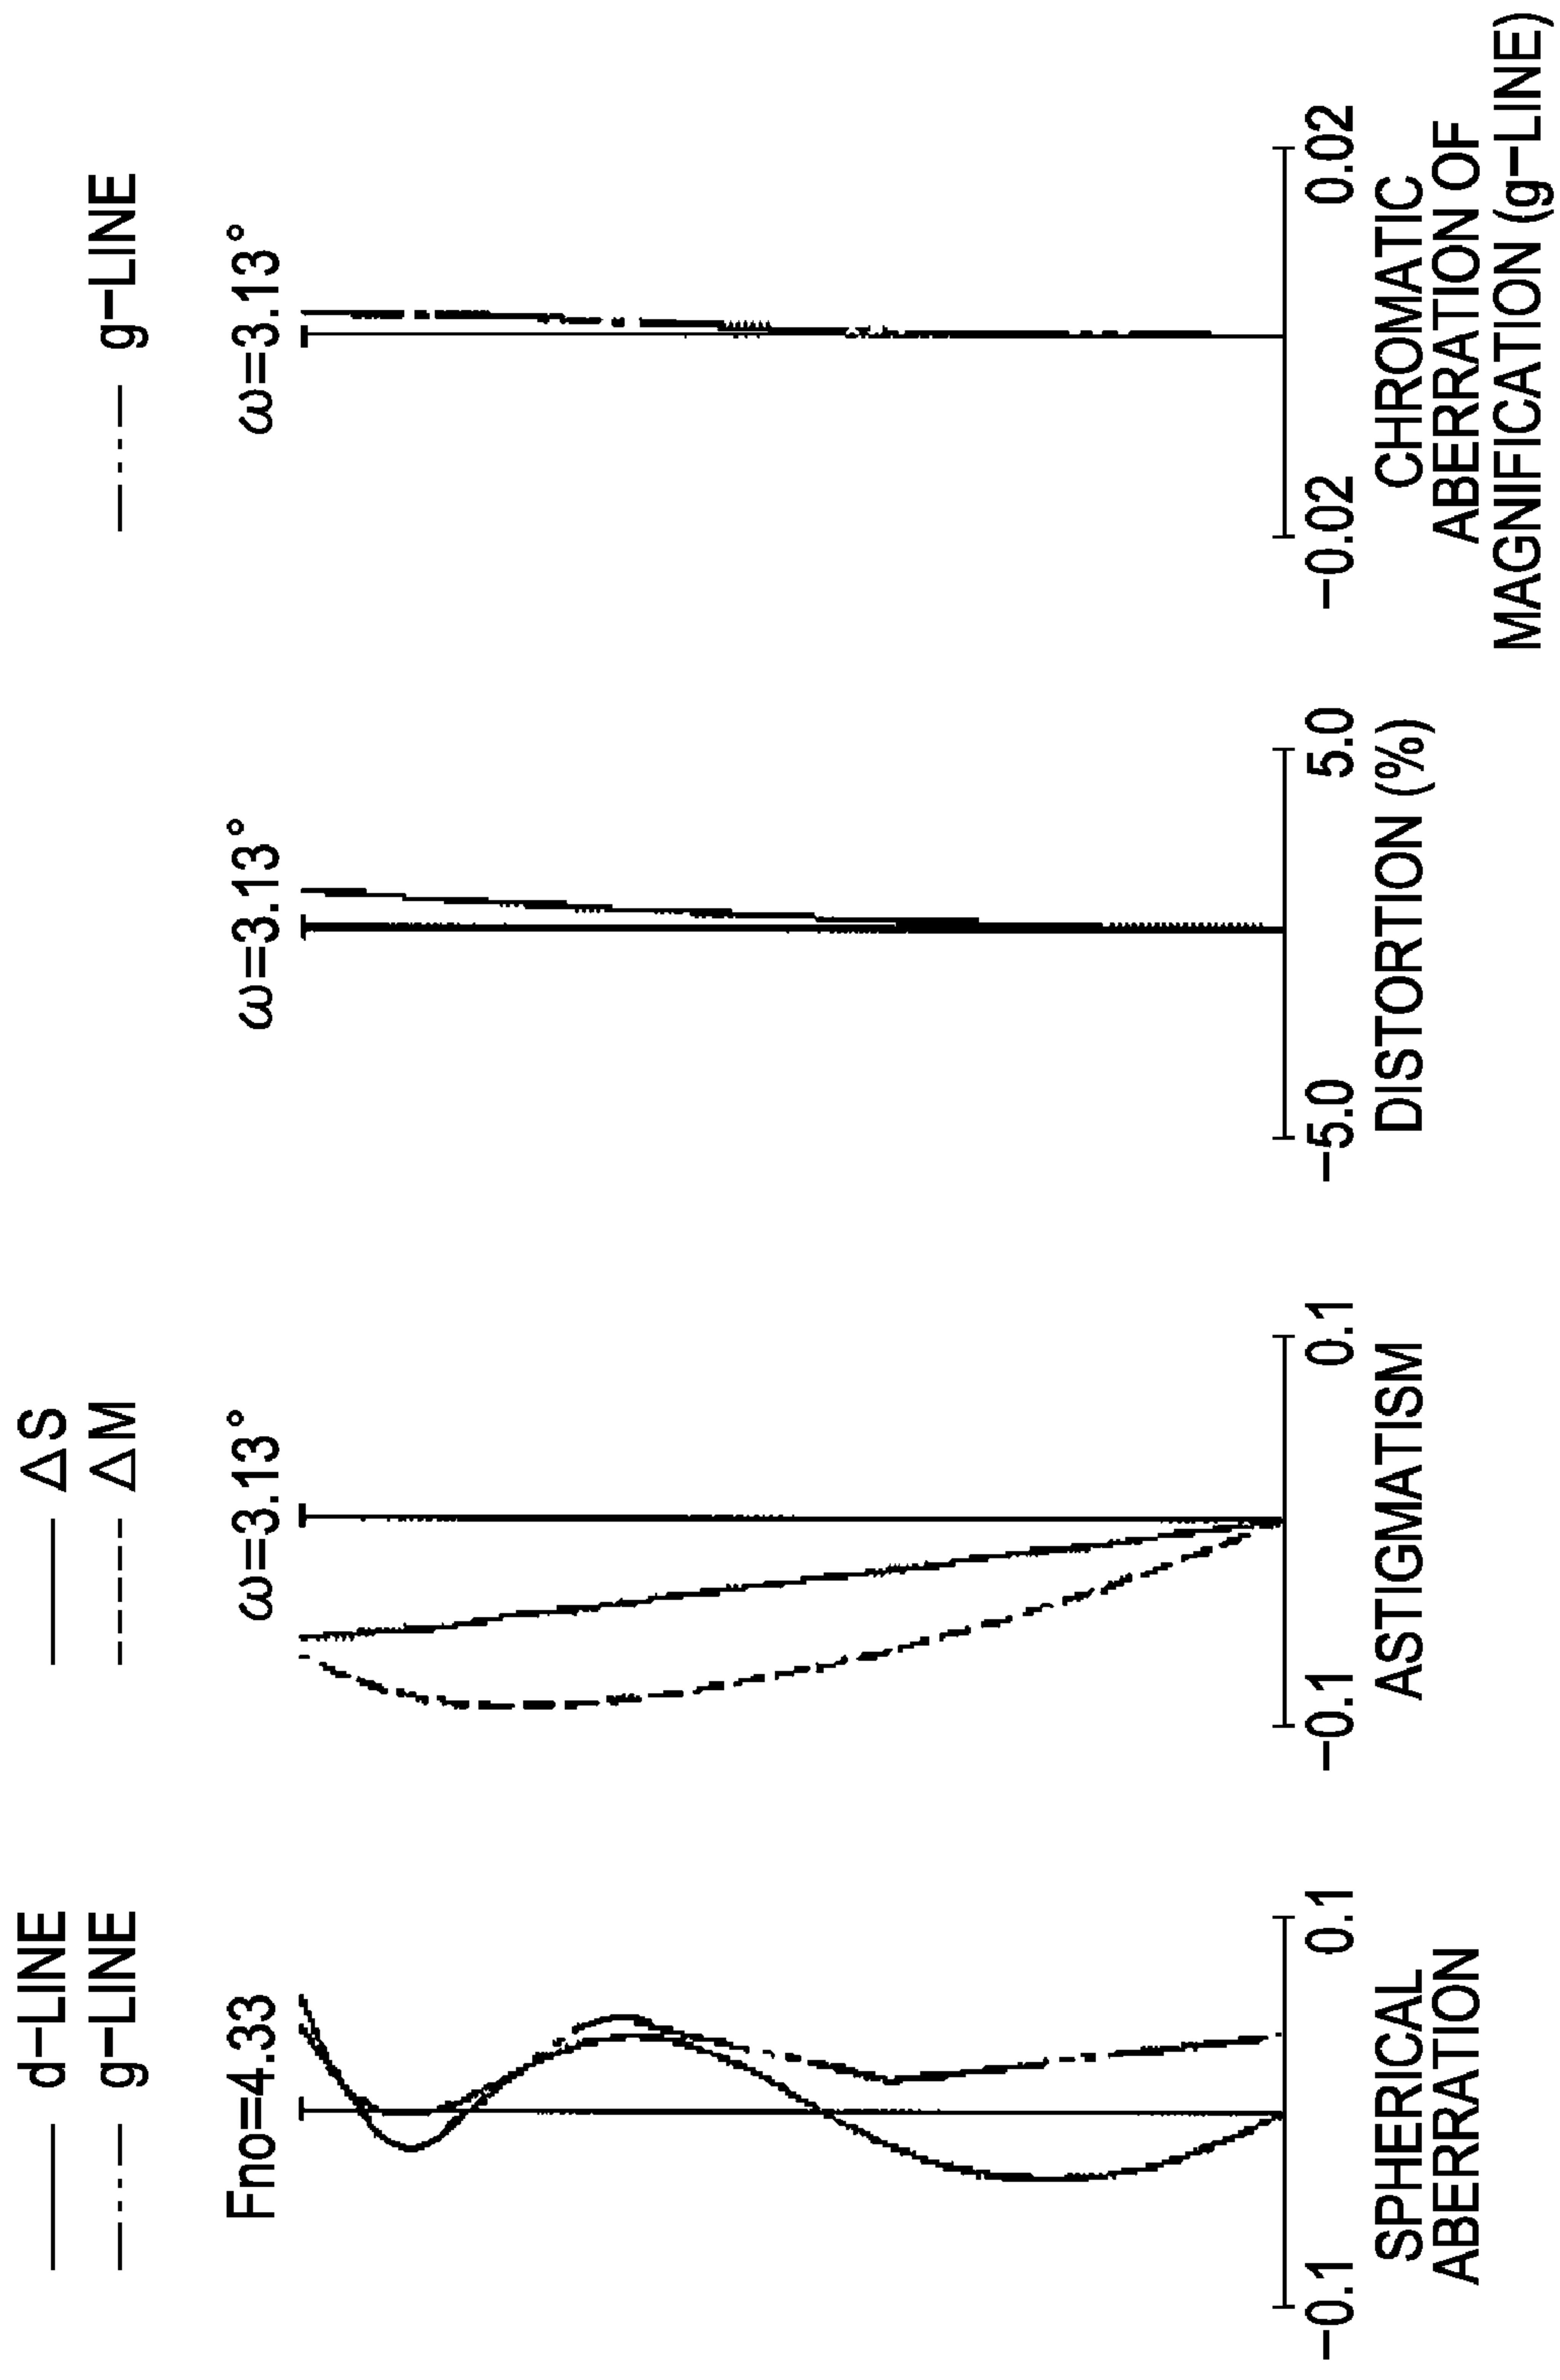 d-LINE
g-LINE
Fno=4.33
-0.1
0.1
SPHERICAL
ABERRATION
ΔS
ΔM
ω=3.13°
-0.1
0.1
ASTIGMATISM
ω=3.13°
-5.0
5.0
DISTORTION (%)
g-LINE
ω=3.13°
-0.02
0.02
CHROMATIC
ABERRATION OF
MAGNIFICATION (g-LINE)